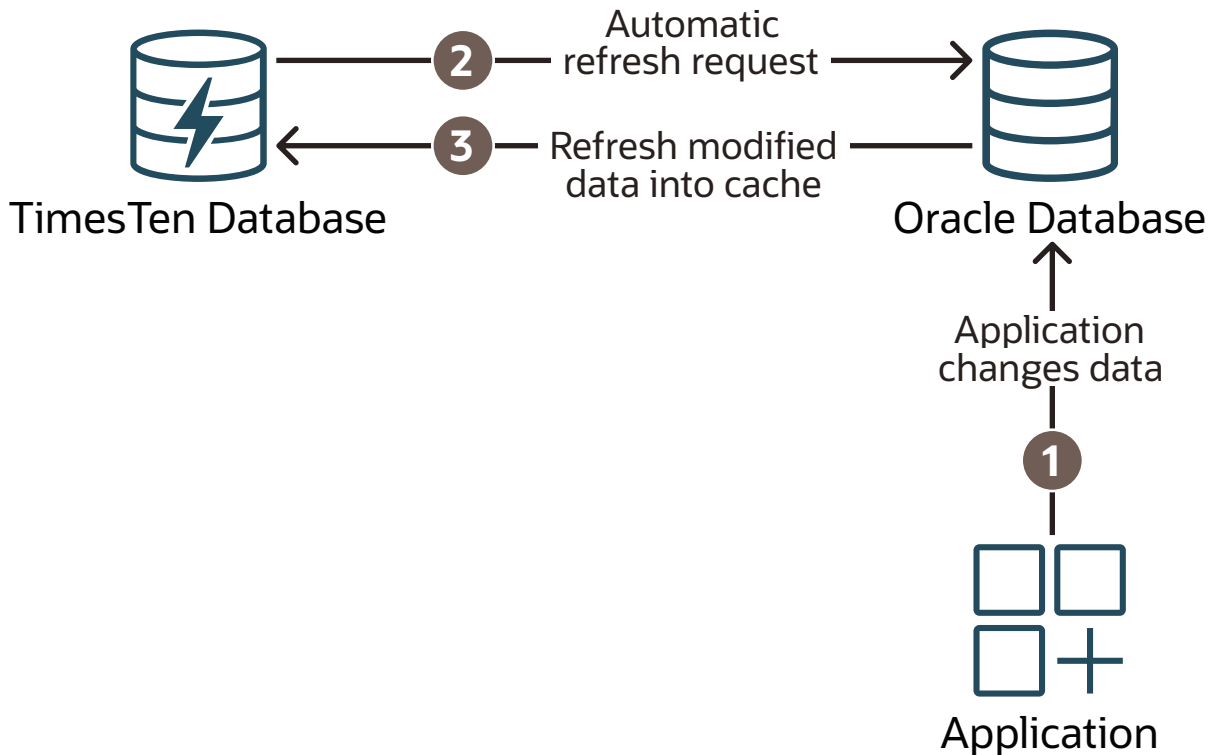 Automatic
2
refresh request
3
Refresh modified
data into cache
TimesTen Database
Oracle Database
Application
changes data
1
Application